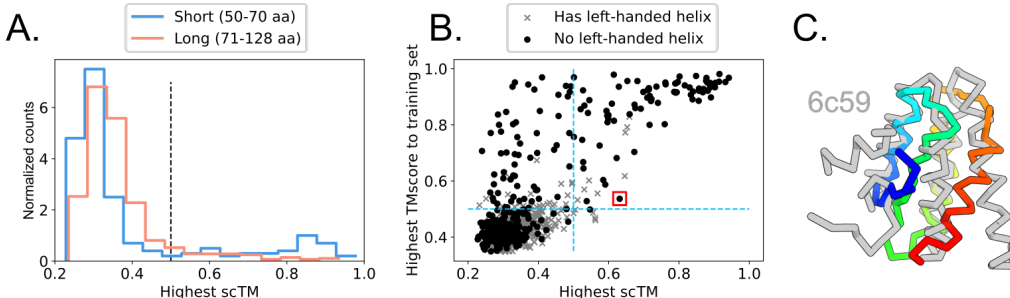 A.
Short (50-70 aa)
Long (71-128 aa)
Normalized counts
6
4
2
0
0.2
0.4
0.6
0.8
1.0
Highest scTM
B.
Has left-handed helix
No left-handed helix
Highest TMscore to training set
1.0
0.8
0.6
0.4
0.2
0.4
0.6
0.8
1.0
Highest scTM
C.
6c59